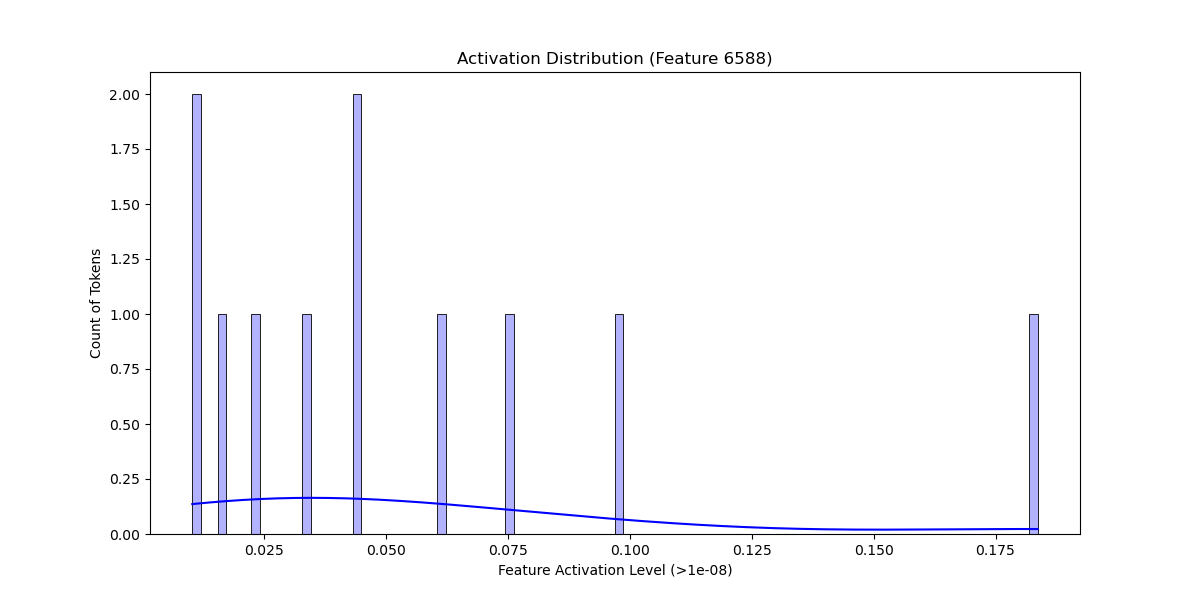 Activation Distribution (Feature 6588)
2.00
1.75
1.50
1.25
1.00
0.75
0.50
0.25
0.00
Count of Tokens
0.025 0.050 0.075 0.100 0.125 0.150 0.175
Feature Activation Level (>1e-08)